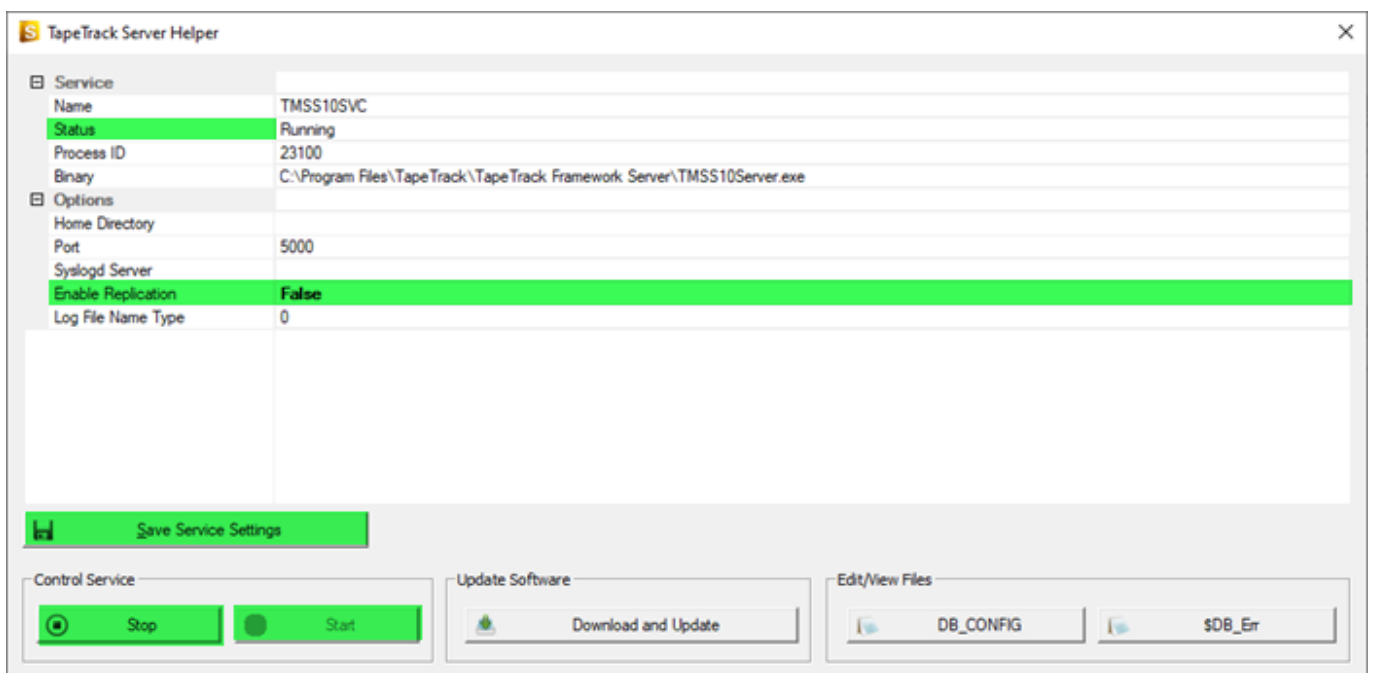 TapeTrack Server Helper
Service
Name TMSS10SVC
Status Running
Process ID 23100
Binary C:\Program Files\TapeTrack\TapeTrack Framework Server\TMSS10Server.exe
Options
Home Directory
Port 5000
Syslogd Server
Enable Replication False
Log File Name Type 0
Save Service Settings
Control Service Update Software Edit/View Files
Stop Start Download and Update DB_CONFIG $DB_Err